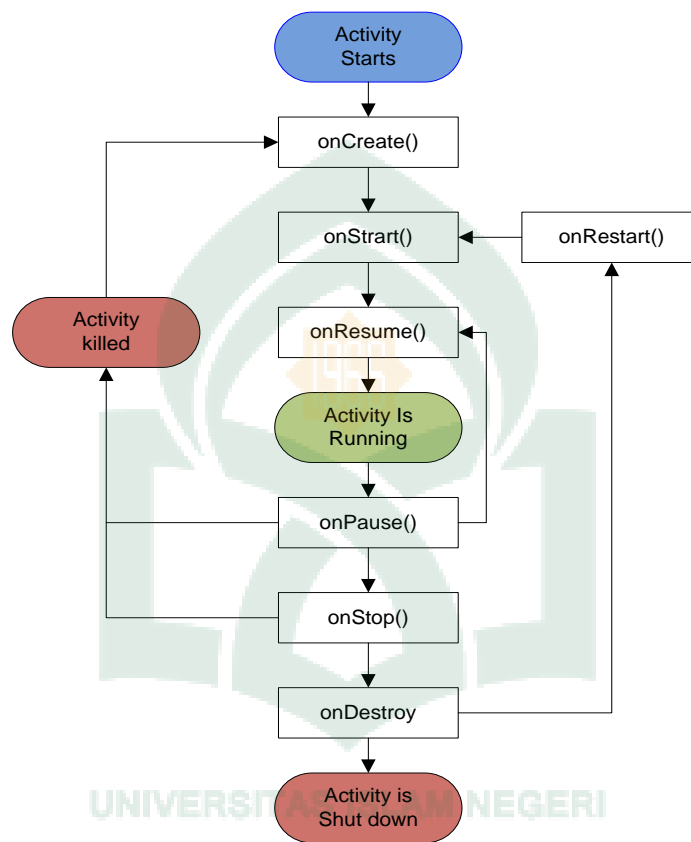 Activity
Starts
onCreate()
onStrart()
onRestart()
Activity
killed
onResume()
Activity Is
Running
onPause()
onStop()
onDestroy
Activity is
Shut down
UNIVERSITAS ISLAM NEGERI